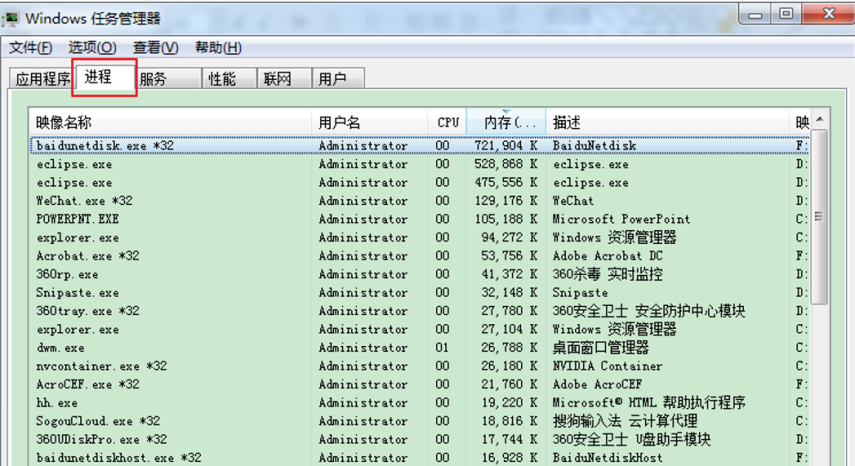 Windows 任务管理器
文件(F) 选项(O) 查看(V) 帮助(H)
应用程序 进程 服务 性能 联网 用户
映像名称 用户名 CPU 内存(... 描述 映
baidunetdisk.exe *32 Administrator 00 721,904 K BaiduNetdisk F:
eclipse.exe Administrator 00 528,868 K eclipse.exe D:
eclipse.exe Administrator 00 475,556 K eclipse.exe D:
WeChat.exe *32 Administrator 00 129,176 K WeChat D:
POWERPNT.EXE Administrator 00 105,188 K Microsoft PowerPoint C:
explorer.exe Administrator 00 94,272 K Windows 资源管理器 C:
Acrobat.exe *32 Administrator 00 53,756 K Adobe Acrobat DC F:
360rp.exe Administrator 00 41,372 K 360杀毒 实时监控 D:
Snipaste.exe Administrator 00 32,148 K Snipaste D:
360tray.exe *32 Administrator 00 27,780 K 360安全卫士 安全防护中心模块 D:
explorer.exe Administrator 00 27,104 K Windows 资源管理器 C:
dwm.exe Administrator 01 26,788 K 桌面窗口管理器 C:
nvcontainer.exe *32 Administrator 00 26,180 K NVIDIA Container C:
AcroCEF.exe *32 Administrator 00 21,760 K Adobe AcroCEF F:
hh.exe Administrator 00 19,220 K Microsoft® HTML 帮助执行程序 C:
SogouCloud.exe *32 Administrator 00 18,816 K 搜狗输入法 云计算代理 C:
360UDiskPro.exe *32 Administrator 00 17,744 K 360安全卫士 U盘助手模块 D:
baidunetdiskhost.exe *32 Administrator 00 16,928 K BaiduNetdiskHost F: